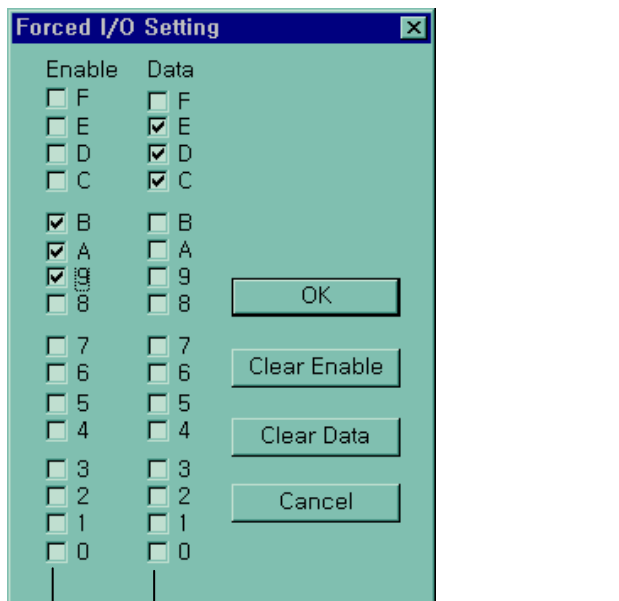 Forced I/O Setting
Enable Data
F F
E E
D D
C C
B B
A A
9 9
8 8
OK
7 7
6 6
Clear Enable
5 5
4 4
Clear Data
3 3
2 2
Cancel
1 1
0 0